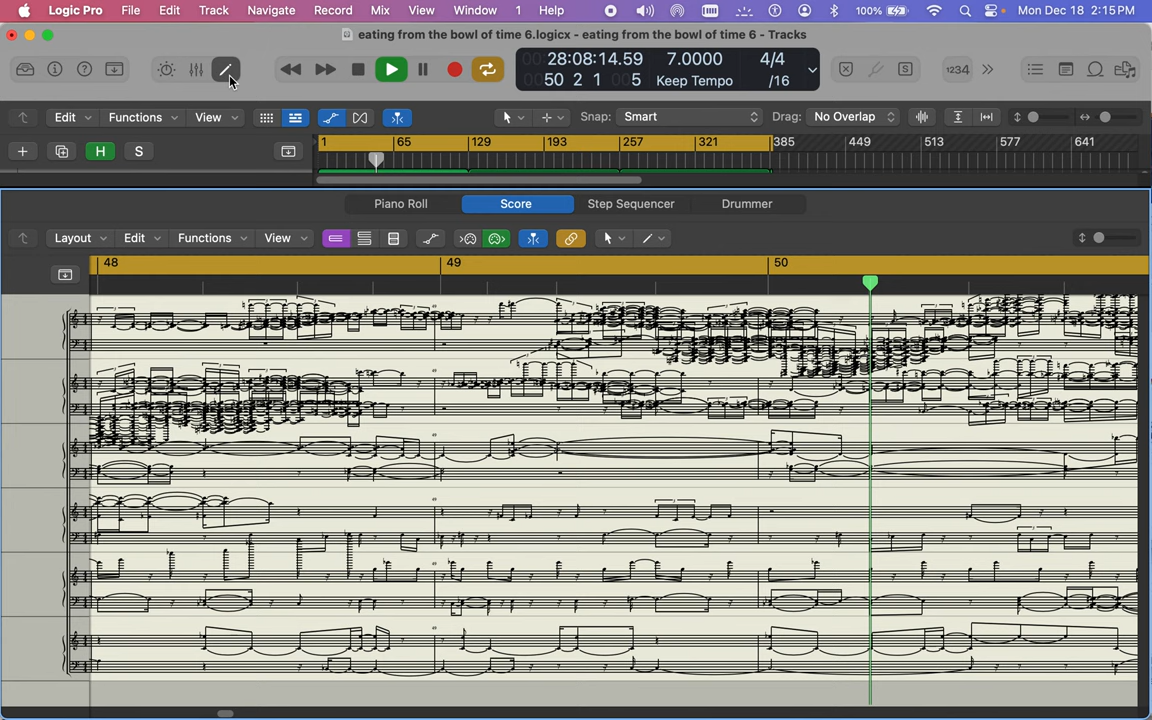 Logic Pro File Edit Track Navigate Record Mix View Window 1 Help 100% Mon Dec 18 2:15 PM
eating from the bowl of time 6.logicx - eating from the bowl of time 6 - Tracks
00 28:08:14.59 7.0000 4/4
00 50 2 1 005 Keep Tempo /16
S 1234
Edit Functions View Snap: Smart Drag: No Overlap
1 65 129 193 257 321 385 449 513 577 641
H S
Piano Roll Score Step Sequencer Drummer
Layout Edit Functions View
48 49 50